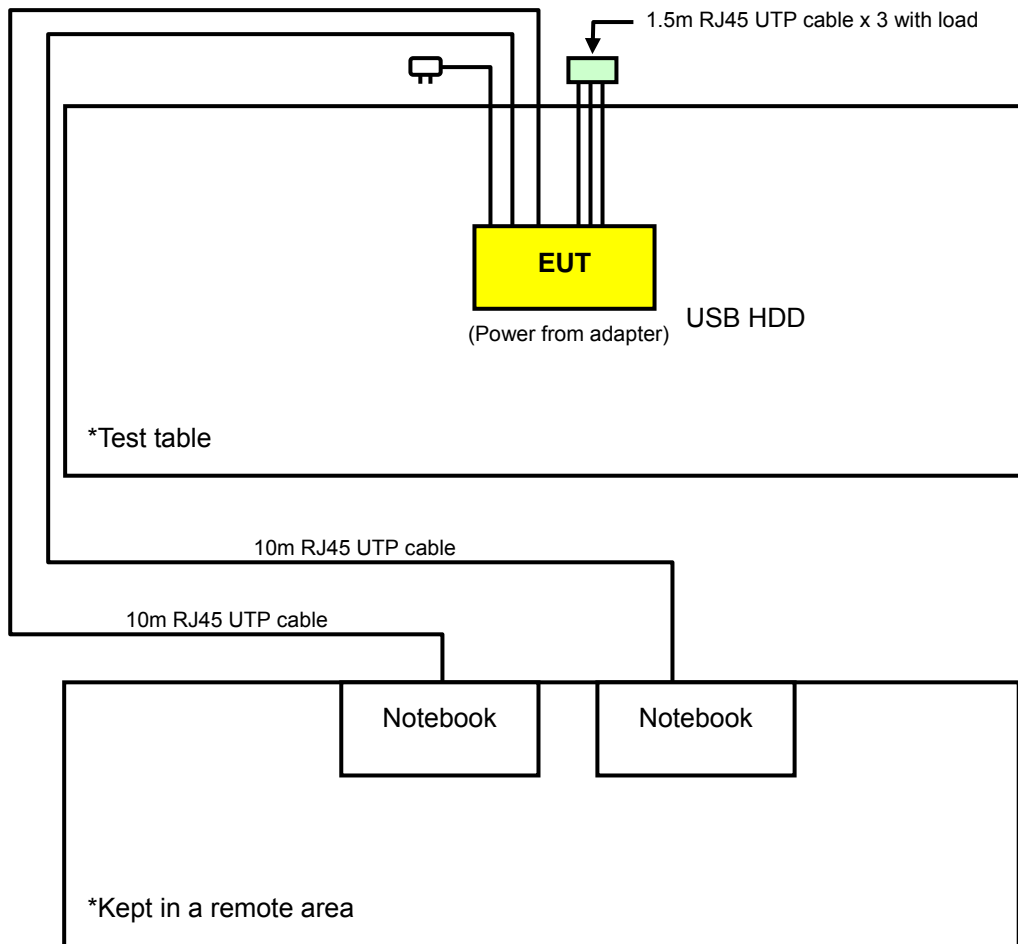 1.5m RJ45 UTP cable x 3 with load
EUT
(Power from adapter)
USB HDD
*Test table
10m RJ45 UTP cable
10m RJ45 UTP cable
Notebook
Notebook
*Kept in a remote area